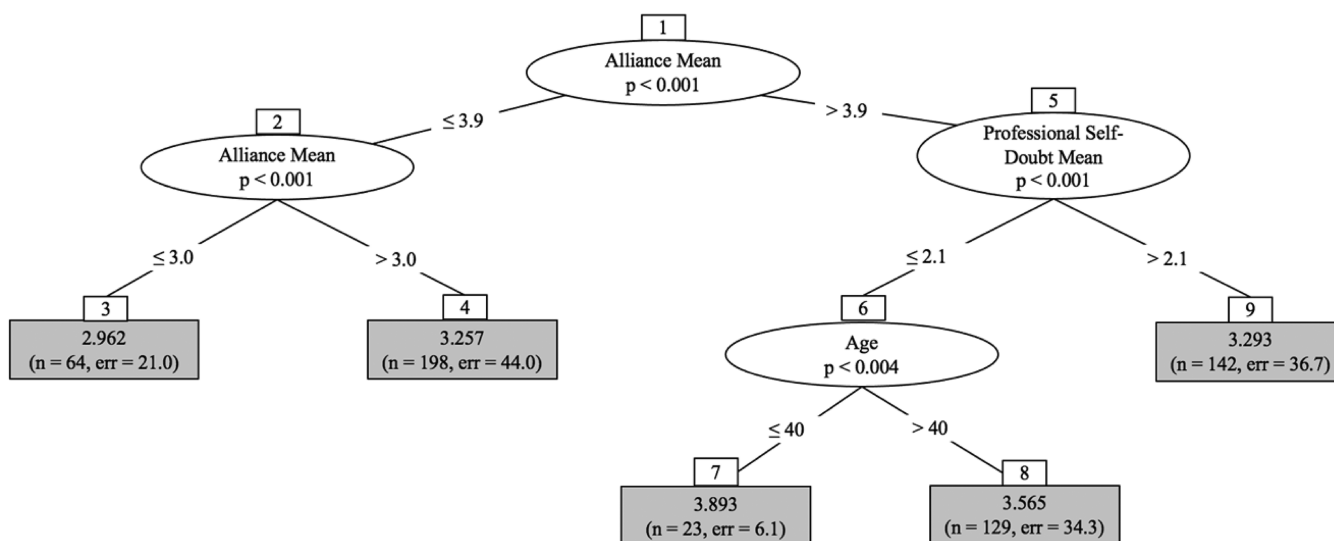 1
Alliance Mean
p < 0.001
≤ 3.9
> 3.9
2
Alliance Mean
p < 0.001
5
Professional Self-
Doubt Mean
p < 0.001
≤ 3.0
> 3.0
≤ 2.1
> 2.1
3
2.962
(n = 64, err = 21.0)
4
3.257
(n = 198, err = 44.0)
6
Age
p < 0.004
9
3.293
(n = 142, err = 36.7)
≤ 40
> 40
7
3.893
(n = 23, err = 6.1)
8
3.565
(n = 129, err = 34.3)